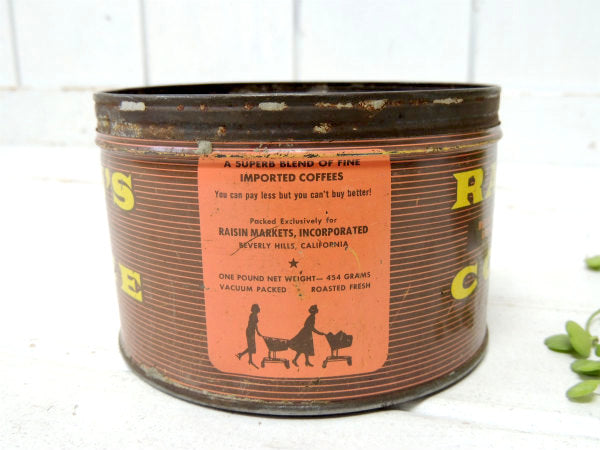 A SUPERB BLEND OF FINE
IMPORTED COFFEES
You can pay less but you can't buy better!
Packed Exclusively for
RAISIN MARKETS, INCORPORATED
BEVERLY HILLS, CALIFORNIA
ONE POUND NET WEIGHT— 454 GRAMS
VACUUM PACKED ROASTED FRESH